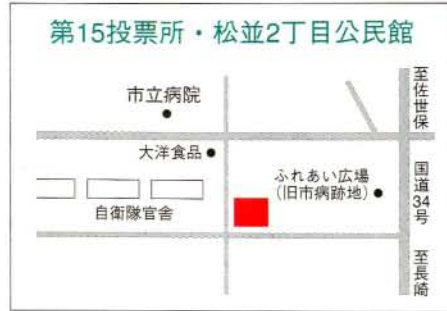 第15投票所・松並2丁目公民館
市立病院
大洋食品
ふれあい広場
(旧市病跡地)
自衛隊官舎
至佐世保
国道34号
至長崎